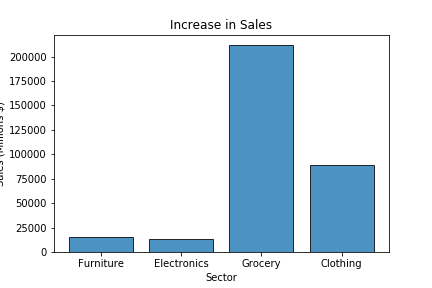 Increase in Sales
Sales (Millions $)
200000
175000
150000
125000
100000
75000
50000
25000
0
Furniture Electronics Grocery Clothing
Sector